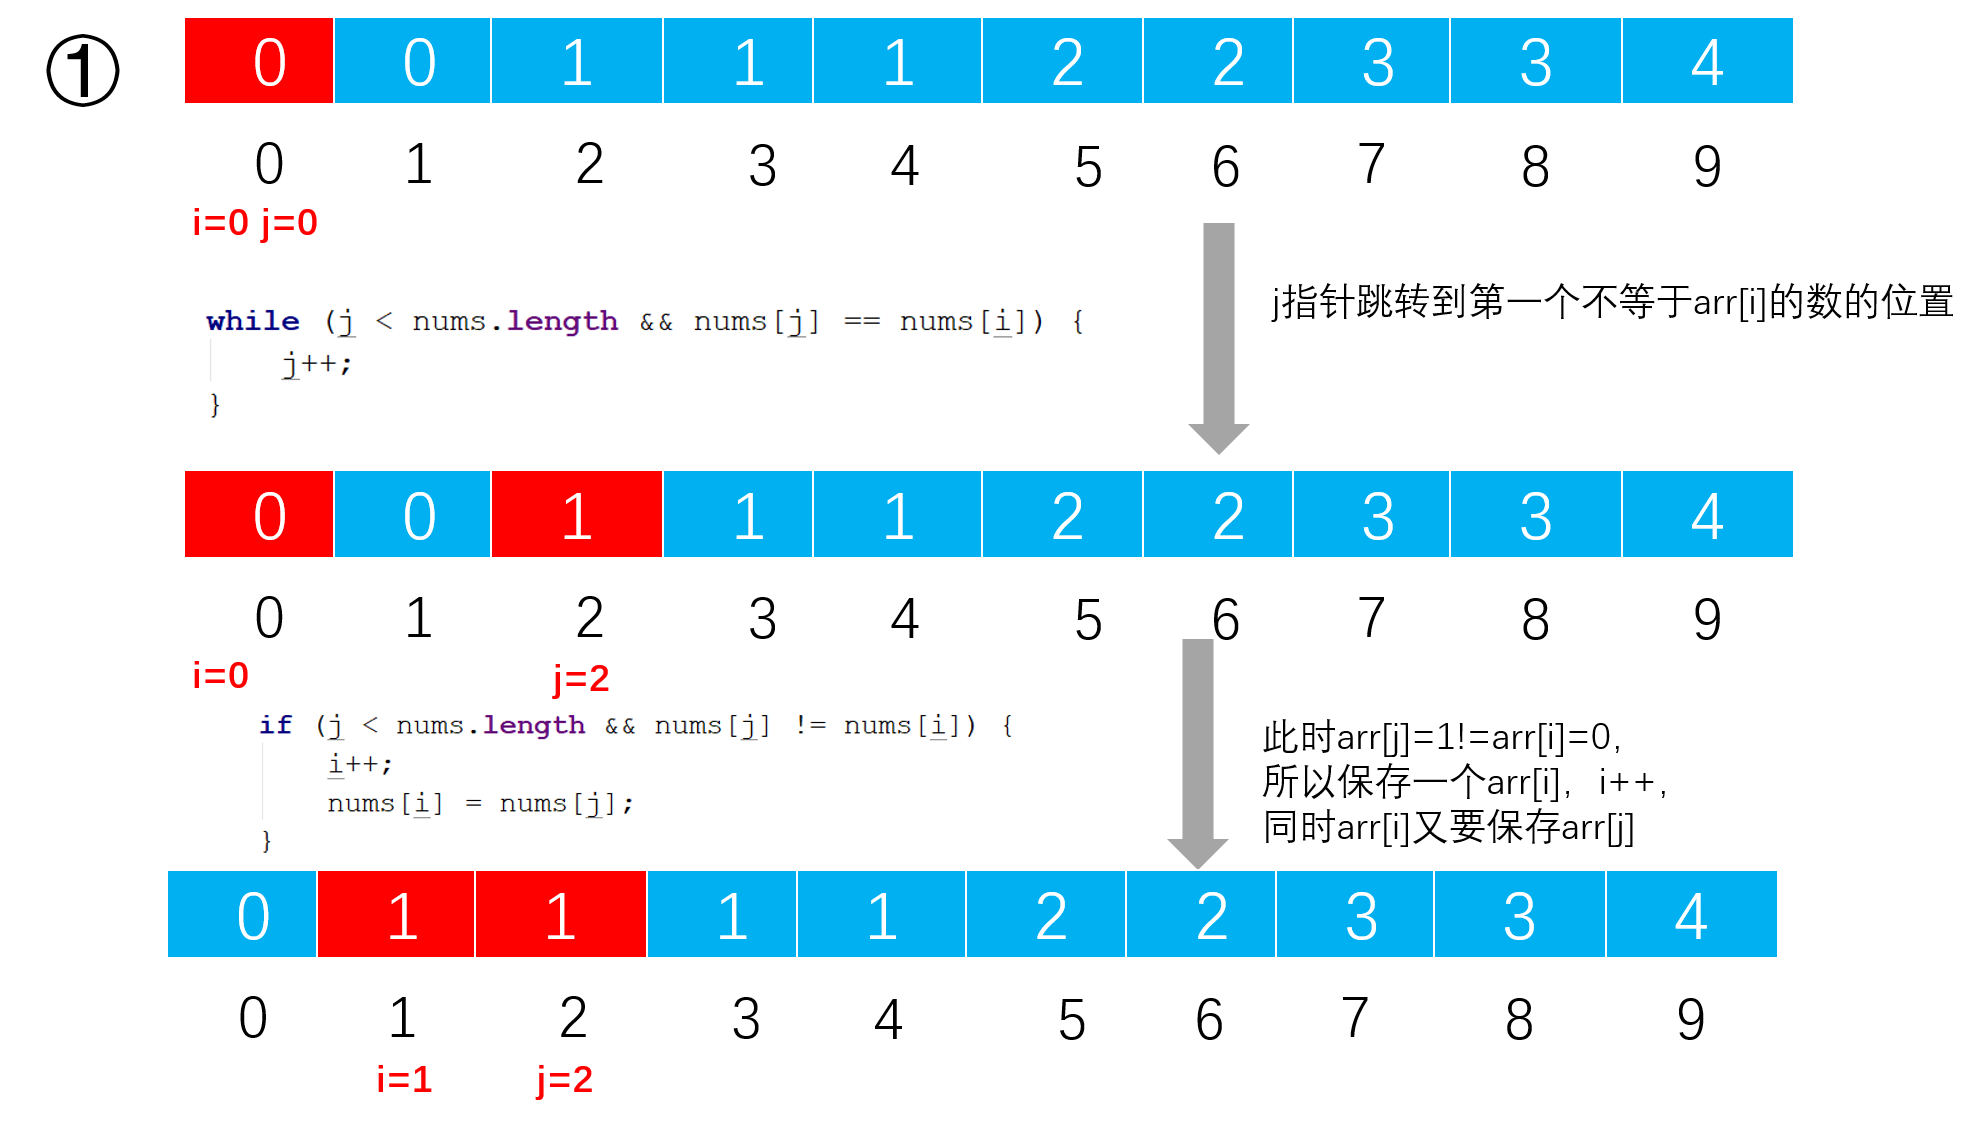 ①
0 0 1 1 1 2 2 3 3 4
0 1 2 3 4 5 6 7 8 9
i=0 j=0
j指针跳转到第一个不等于arr[i]的数的位置
while (j < nums.length && nums[j] == nums[i]) {
j++;
}
0 0 1 1 1 2 2 3 3 4
0 1 2 3 4 5 6 7 8 9
i=0 j=2
if (j < nums.length && nums[j] != nums[i]) {
i++;
nums[i] = nums[j];
}
此时arr[j]=1!=arr[i]=0,
所以保存一个arr[i], i++,
同时arr[i]又要保存arr[j]
0 1 1 1 1 2 2 3 3 4
0 1 2 3 4 5 6 7 8 9
i=1 j=2